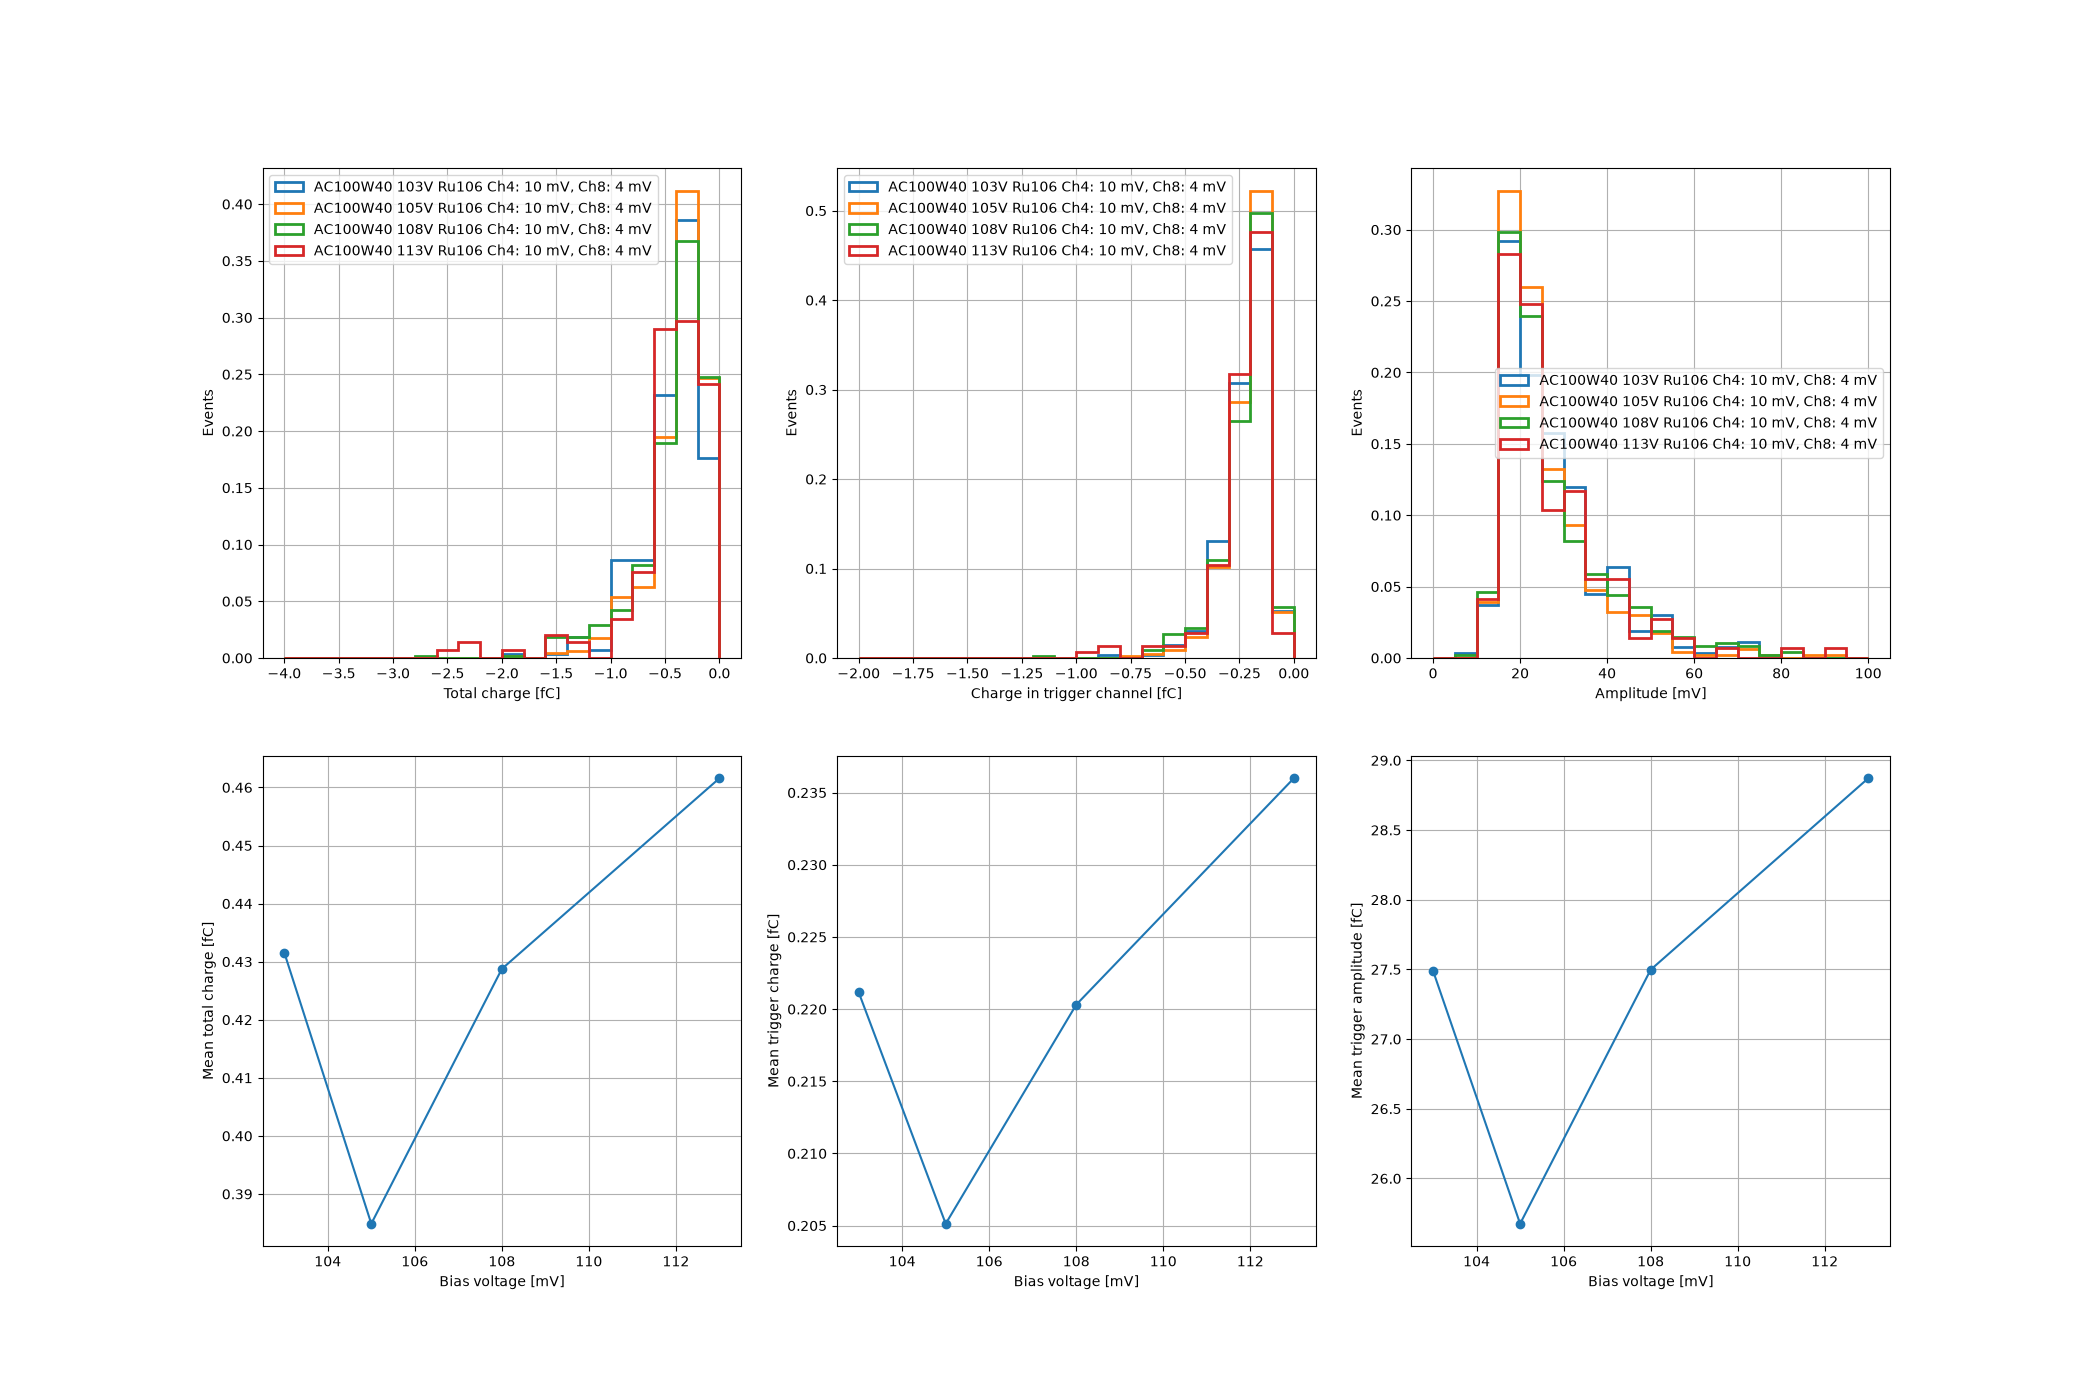 AC100W40 103V Ru106 Ch4: 10 mV, Ch8: 4 mV
AC100W40 105V Ru106 Ch4: 10 mV, Ch8: 4 mV
AC100W40 108V Ru106 Ch4: 10 mV, Ch8: 4 mV
AC100W40 113V Ru106 Ch4: 10 mV, Ch8: 4 mV
0.40
0.35
0.30
0.25
0.20
0.15
0.10
0.05
0.00
Events
−4.0 −3.5 −3.0 −2.5 −2.0 −1.5 −1.0 −0.5 0.0
Total charge [fC]
AC100W40 103V Ru106 Ch4: 10 mV, Ch8: 4 mV
AC100W40 105V Ru106 Ch4: 10 mV, Ch8: 4 mV
AC100W40 108V Ru106 Ch4: 10 mV, Ch8: 4 mV
AC100W40 113V Ru106 Ch4: 10 mV, Ch8: 4 mV
0.5
0.4
0.3
0.2
0.1
0.0
Events
−2.00 −1.75 −1.50 −1.25 −1.00 −0.75 −0.50 −0.25 0.00
Charge in trigger channel [fC]
0.30
0.25
0.20
0.15
0.10
0.05
0.00
Events
AC100W40 103V Ru106 Ch4: 10 mV, Ch8: 4 mV
AC100W40 105V Ru106 Ch4: 10 mV, Ch8: 4 mV
AC100W40 108V Ru106 Ch4: 10 mV, Ch8: 4 mV
AC100W40 113V Ru106 Ch4: 10 mV, Ch8: 4 mV
0 20 40 60 80 100
Amplitude [mV]
0.46
0.45
0.44
0.43
0.42
0.41
0.40
0.39
Mean total charge [fC]
104 106 108 110 112
Bias voltage [mV]
0.235
0.230
0.225
0.220
0.215
0.210
0.205
Mean trigger charge [fC]
104 106 108 110 112
Bias voltage [mV]
29.0
28.5
28.0
27.5
27.0
26.5
26.0
Mean trigger amplitude [fC]
104 106 108 110 112
Bias voltage [mV]